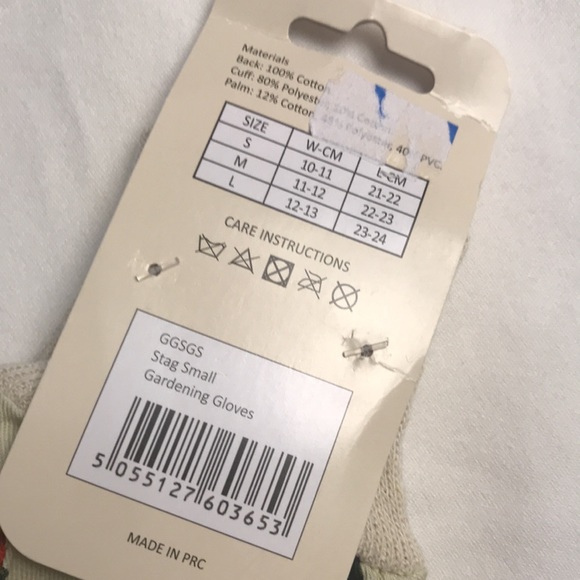 Materials
Back: 100% Cotton
Cuff: 80% Polyester
Palm: 12% Cotton, 48% Polyester, 40 PVC.
SIZE W-CM L-CM
S 10-11 21-22
M 11-12 22-23
L 12-13 23-24
CARE INSTRUCTIONS
GGSGS
Stag Small
Gardening Gloves
5 055127 603653
MADE IN PRC